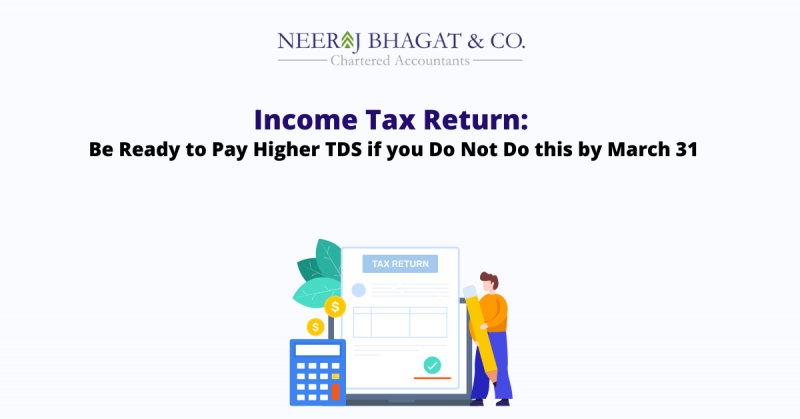 NEERAJ BHAGAT & CO.
Chartered Accountants
Income Tax Return:
Be Ready to Pay Higher TDS if you Do Not Do this by March 31
TAX RETURN
$
$